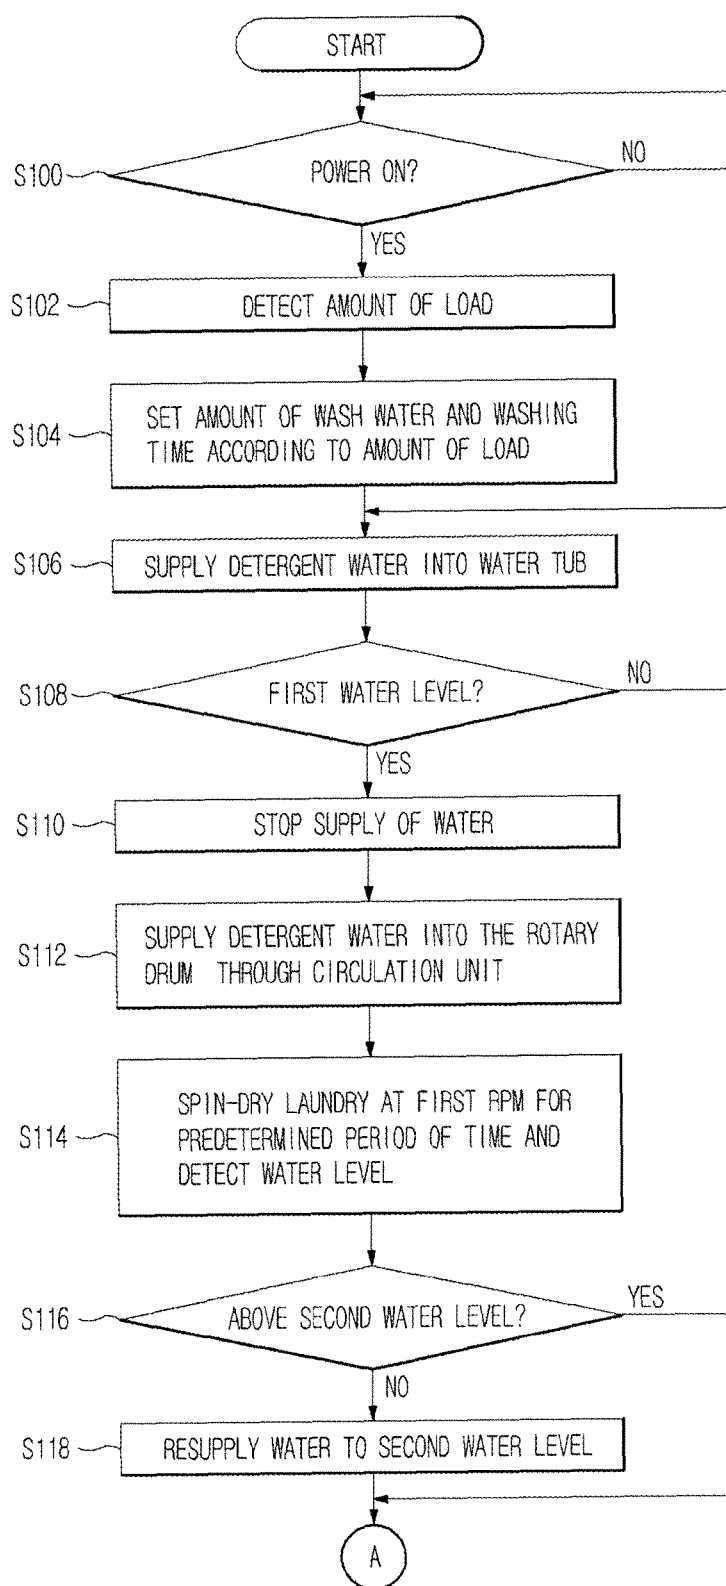 START
S100
POWER ON?
NO
YES
S102
DETECT AMOUNT OF LOAD
S104
SET AMOUNT OF WASH WATER AND WASHING
TIME ACCORDING TO AMOUNT OF LOAD
S106
SUPPLY DETERGENT WATER INTO WATER TUB
S108
FIRST WATER LEVEL?
NO
YES
S110
STOP SUPPLY OF WATER
S112
SUPPLY DETERGENT WATER INTO THE ROTARY
DRUM THROUGH CIRCULATION UNIT
S114
SPIN-DRY LAUNDRY AT FIRST RPM FOR
PREDETERMINED PERIOD OF TIME AND
DETECT WATER LEVEL
S116
ABOVE SECOND WATER LEVEL?
YES
NO
S118
RESUPPLY WATER TO SECOND WATER LEVEL
A